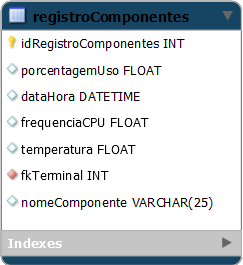 registroComponentes
idRegistroComponentes INT
porcentagemUso FLOAT
dataHora DATETIME
frequenciaCPU FLOAT
temperatura FLOAT
fkTerminal INT
nomeComponente VARCHAR(25)
Indexes